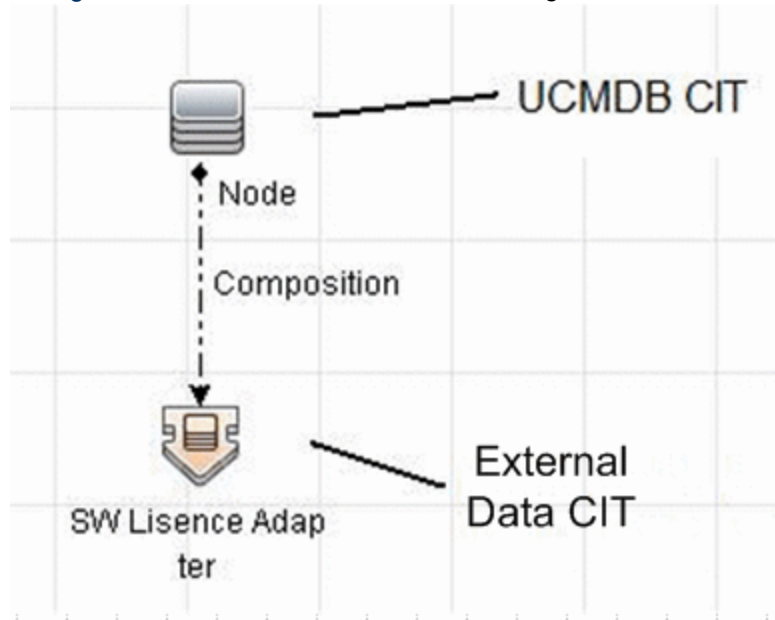 UCMDB CIT
Node
Composition
External
Data CIT
SW Lisence Adap
ter